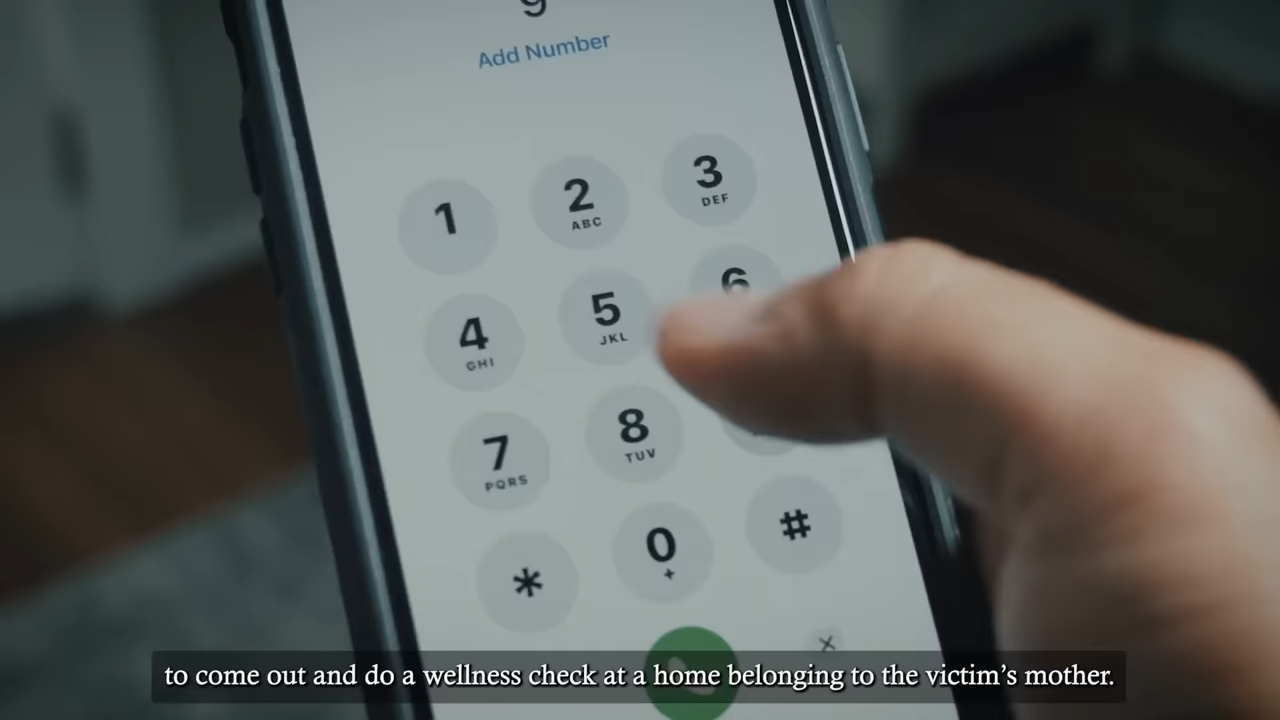 9
Add Number
1
2
ABC
3
DEF
4
GHI
5
JKL
6
7
PQRS
8
TUV
*
0
+
#
to come out and do a wellness check at a home belonging to the victim's mother.